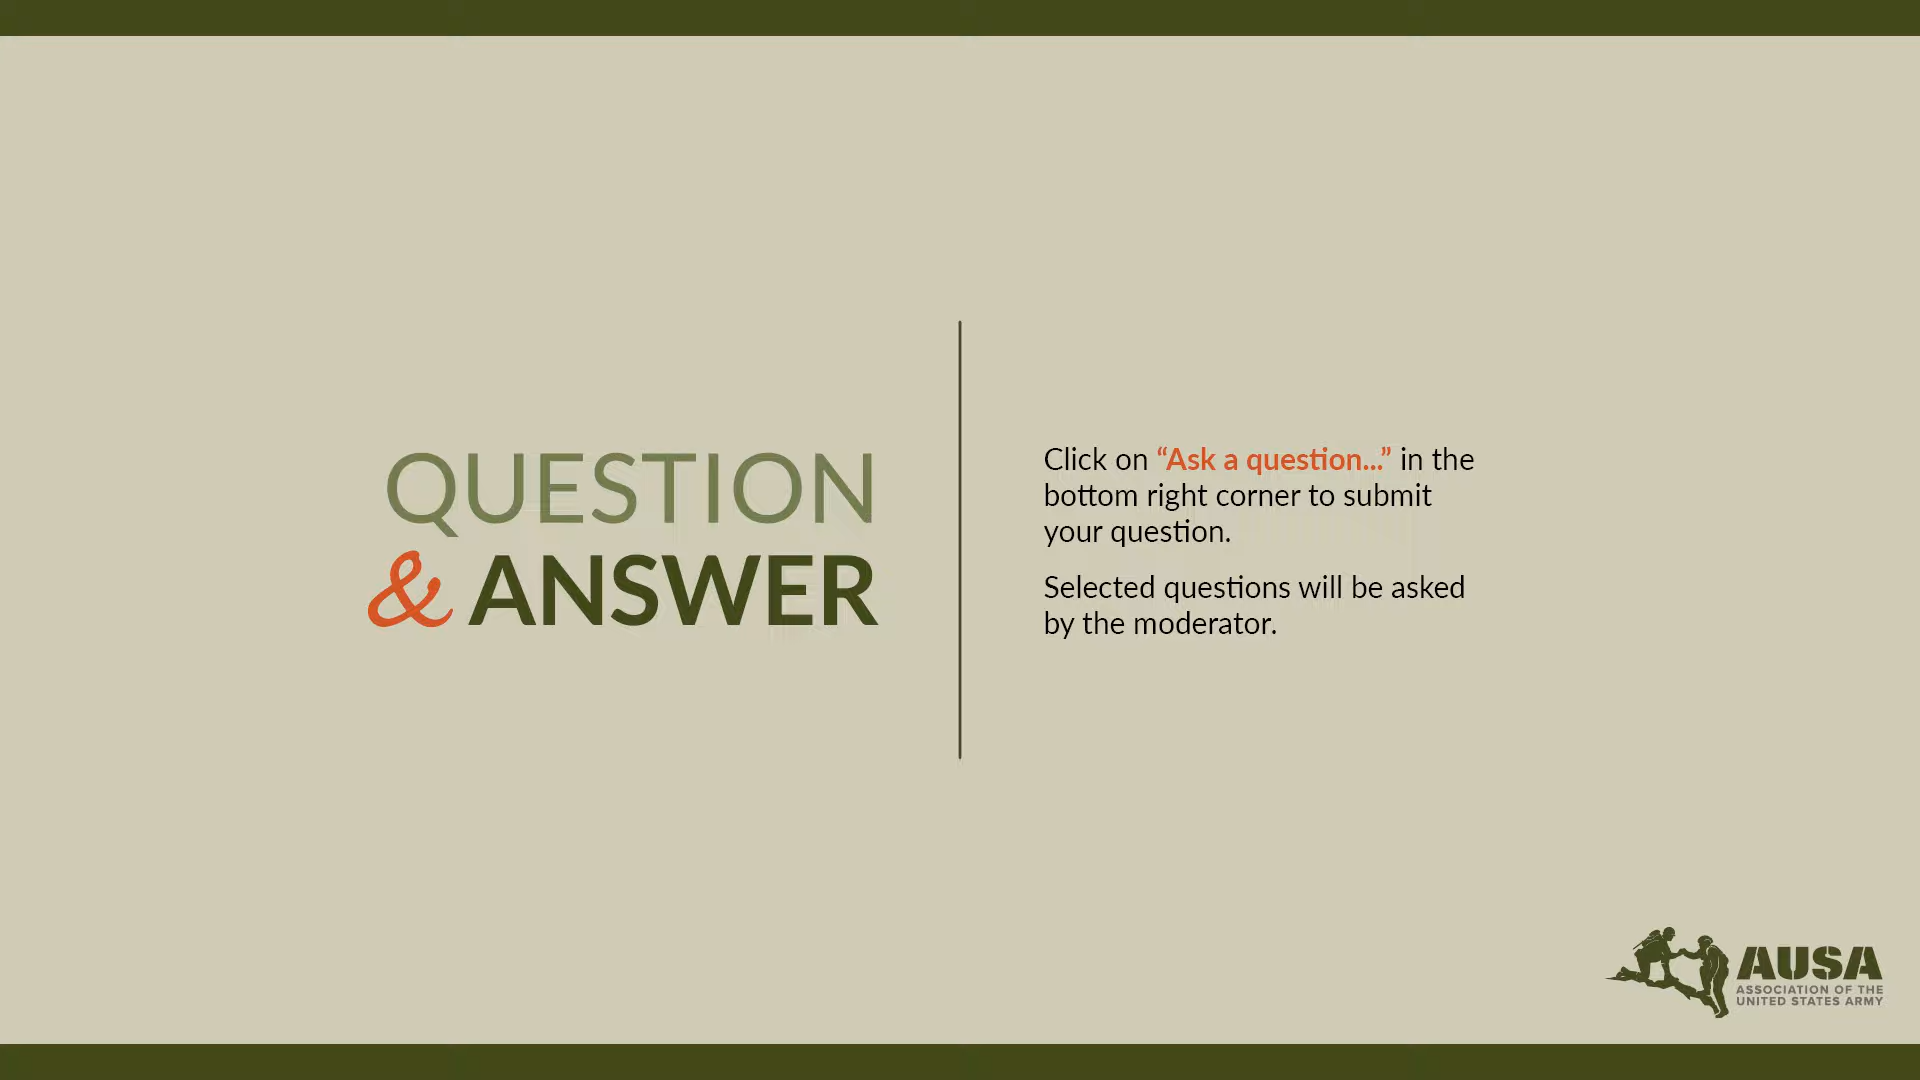 QUESTION
& ANSWER
Click on “Ask a question...” in the
bottom right corner to submit
your question.
Selected questions will be asked
by the moderator.
AUSA
ASSOCIATION OF THE
UNITED STATES ARMY